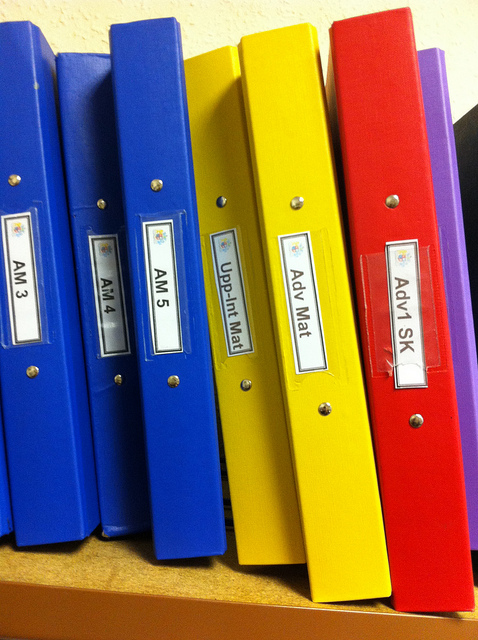 AM 3
AM 4
AM 5
Upp-Int Mat
Adv Mat
Adv1 SK